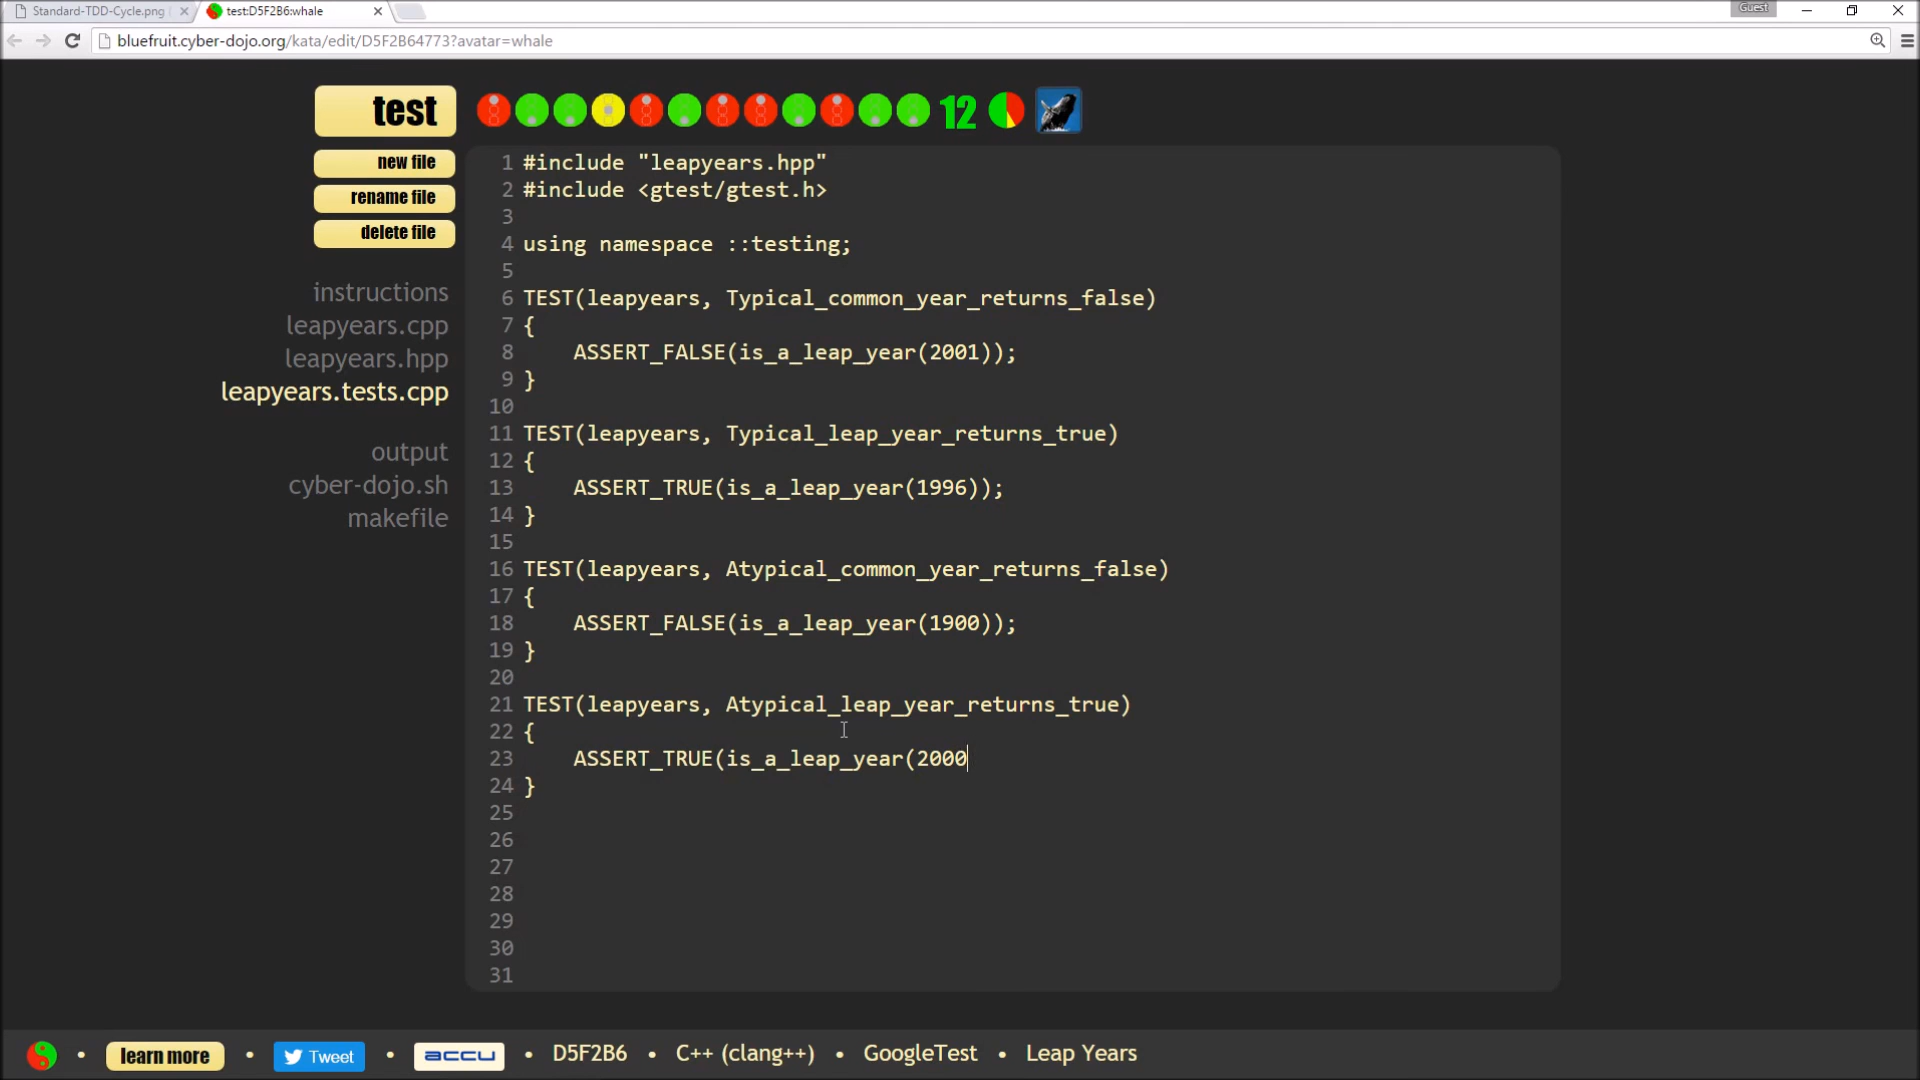 Standard-TDD-Cycle.png
test:D5F2B6:whale
Guest
bluefruit.cyber-dojo.org/kata/edit/D5F2B64773?avatar=whale
test
12
new file
rename file
delete file
instructions
leapyears.cpp
leapyears.hpp
leapyears.tests.cpp
output
cyber-dojo.sh
makefile
1 #include "leapyears.hpp"
2 #include <gtest/gtest.h>
3
4 using namespace ::testing;
5
6 TEST(leapyears, Typical_common_year_returns_false)
7 {
8     ASSERT_FALSE(is_a_leap_year(2001));
9 }
10
11 TEST(leapyears, Typical_leap_year_returns_true)
12 {
13     ASSERT_TRUE(is_a_leap_year(1996));
14 }
15
16 TEST(leapyears, Atypical_common_year_returns_false)
17 {
18     ASSERT_FALSE(is_a_leap_year(1900));
19 }
20
21 TEST(leapyears, Atypical_leap_year_returns_true)
22 {
23     ASSERT_TRUE(is_a_leap_year(2000
24 }
25
26
27
28
29
30
31
• learn more • Tweet • accu • D5F2B6 • C++ (clang++) • GoogleTest • Leap Years